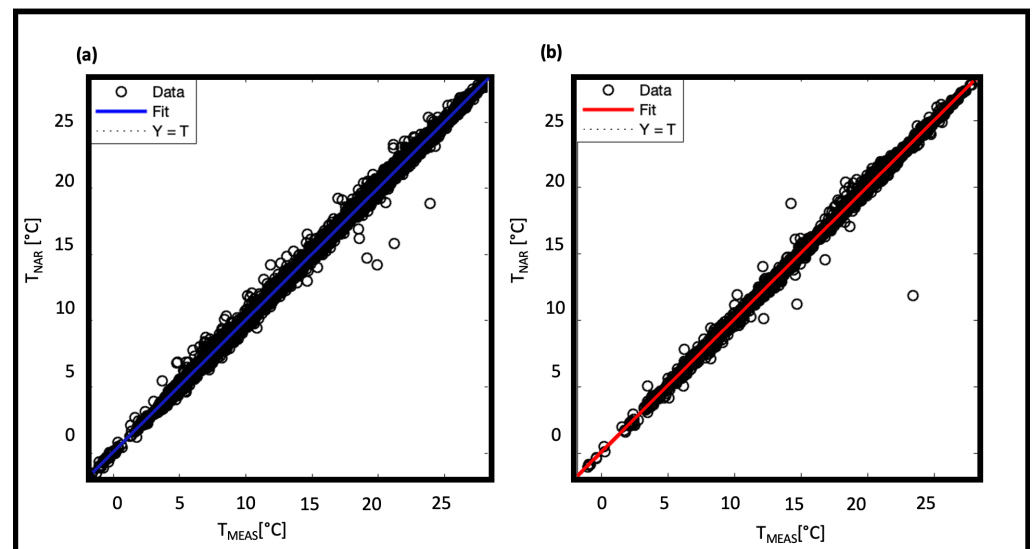 (a)
Data
Fit
Y = T
25
20
15
10
5
0
T_NAR [°C]
0 5 10 15 20 25
T_MEAS[°C]
(b)
Data
Fit
Y = T
25
20
15
10
5
0
T_NAR [°C]
0 5 10 15 20 25
T_MEAS[°C]